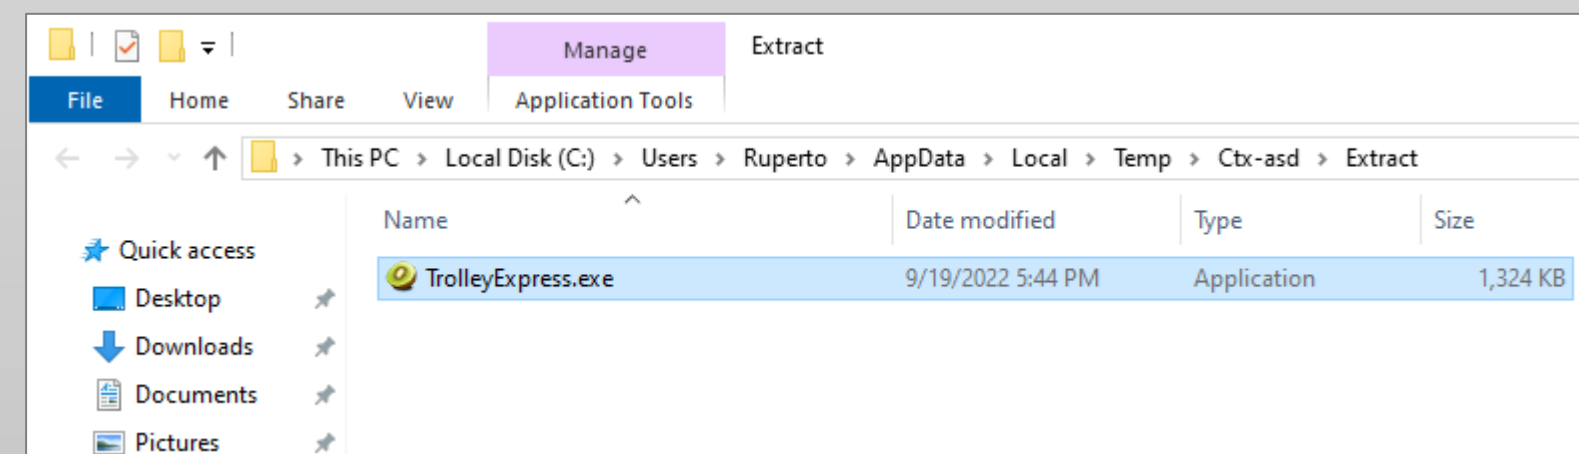 Manage Extract
File Home Share View Application Tools
This PC > Local Disk (C:) > Users > Ruperto > AppData > Local > Temp > Ctx-asd > Extract
Name Date modified Type Size
Quick access
TrolleyExpress.exe 9/19/2022 5:44 PM Application 1,324 KB
Desktop
Downloads
Documents
Pictures